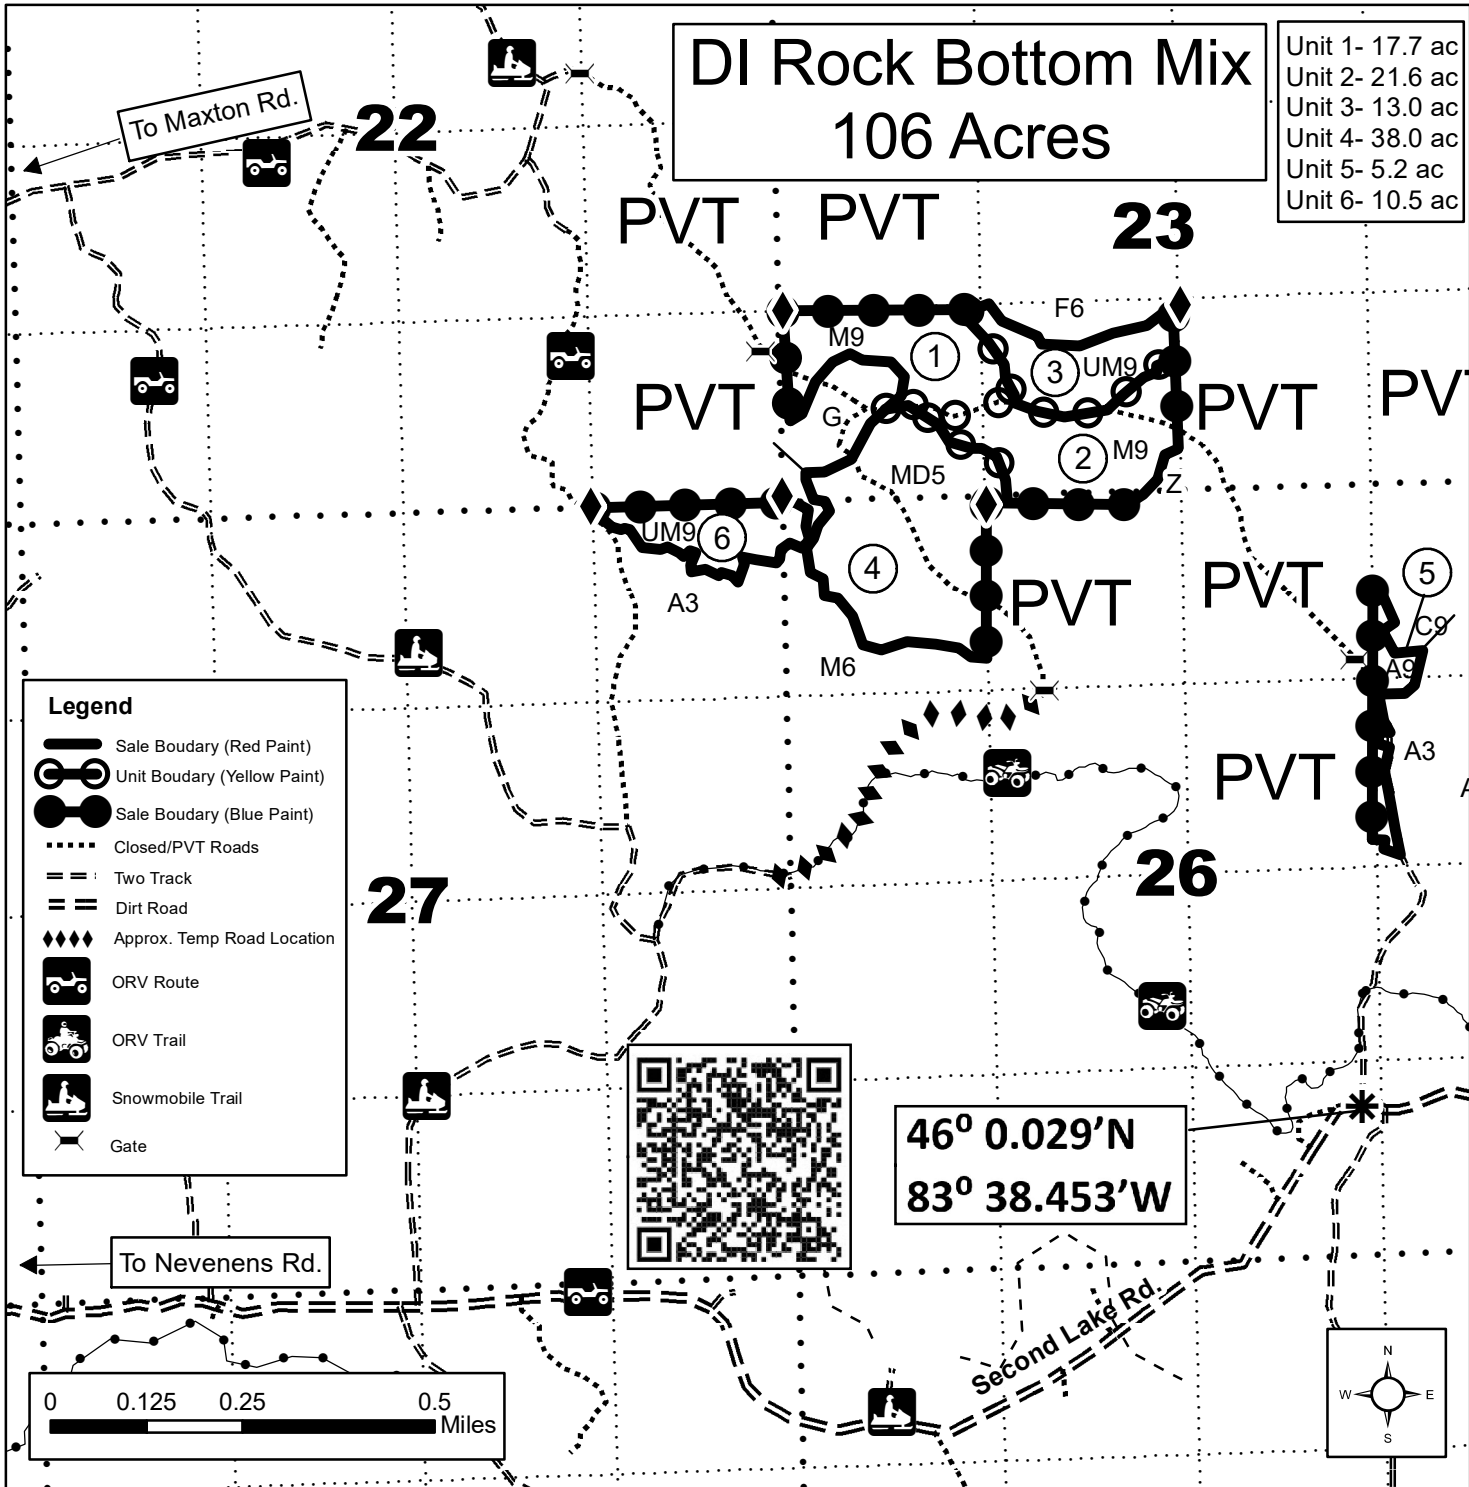 DI Rock Bottom Mix
106 Acres
Unit 1- 17.7 ac
Unit 2- 21.6 ac
Unit 3- 13.0 ac
Unit 4- 38.0 ac
Unit 5- 5.2 ac
Unit 6- 10.5 ac
To Maxton Rd.
22
PVT
PVT
23
F6
M9
1
3
UM9
PVT
PVT
PVT
G
2
M9
MD5
Z
UM9
6
4
A3
PVT
PVT
5
C9
A9
M6
A3
PVT
A
27
26
Legend
Sale Boudary (Red Paint)
Unit Boudary (Yellow Paint)
Sale Boudary (Blue Paint)
Closed/PVT Roads
Two Track
Dirt Road
Approx. Temp Road Location
ORV Route
ORV Trail
Snowmobile Trail
Gate
46⁰ 0.029’N
83⁰ 38.453’W
To Nevenens Rd.
Second Lake Rd.
0 0.125 0.25 0.5
Miles
N
W E
S